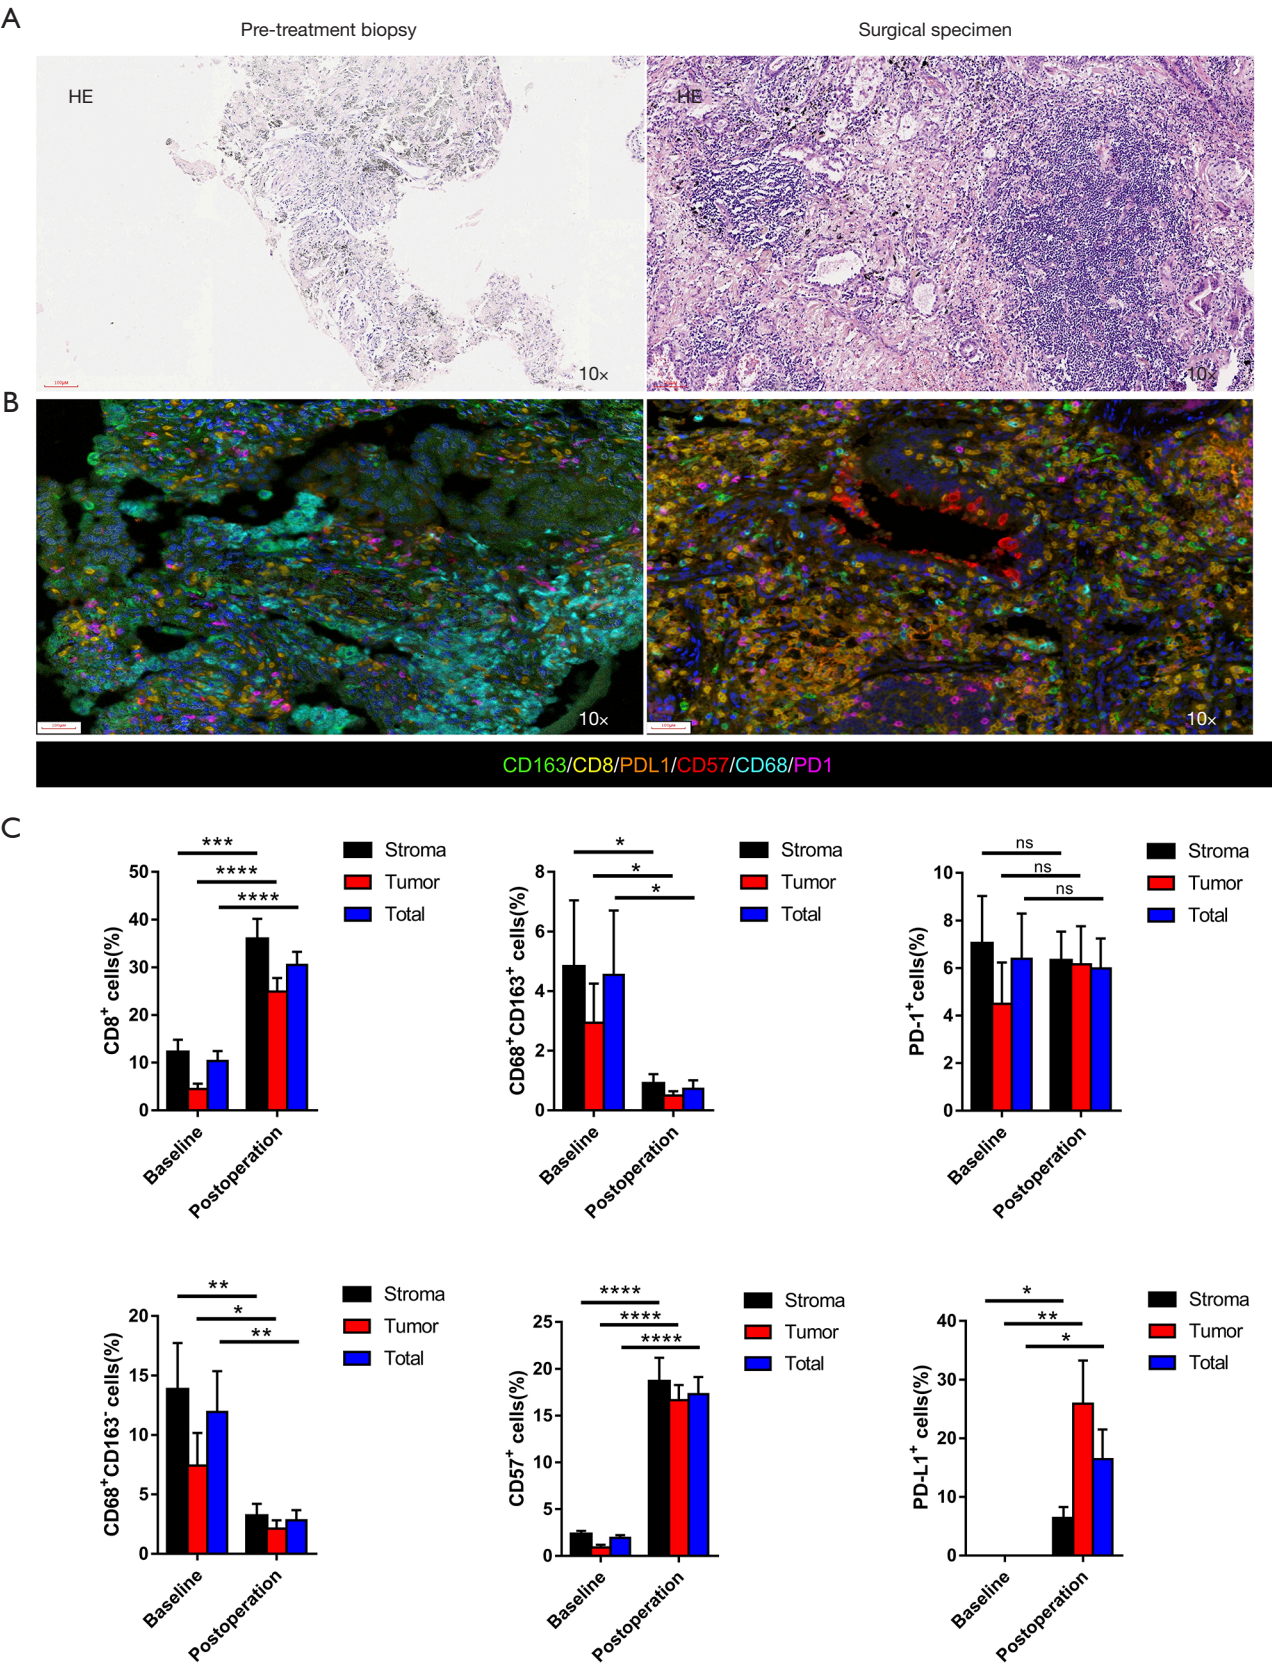 A
Pre-treatment biopsy
Surgical specimen
HE
HE
100μM
10×
10×
B
100μM
10×
100μM
10×
CD163/CD8/PDL1/CD57/CD68/PD1
C
CD8+ cells(%)
50
40
30
20
10
0
***
****
****
Stroma
Tumor
Total
Baseline
Postoperation
CD68+CD163+ cells(%)
8
6
4
2
0
*
*
*
Stroma
Tumor
Total
Baseline
Postoperation
PD-1+cells(%)
10
8
6
4
2
0
ns
ns
ns
Stroma
Tumor
Total
Baseline
Postoperation
CD68+CD163- cells(%)
20
15
10
5
0
**
*
**
Stroma
Tumor
Total
Baseline
Postoperation
CD57+ cells(%)
25
20
15
10
5
0
****
****
****
Stroma
Tumor
Total
Baseline
Postoperation
PD-L1+ cells(%)
40
30
20
10
0
*
**
*
Stroma
Tumor
Total
Baseline
Postoperation